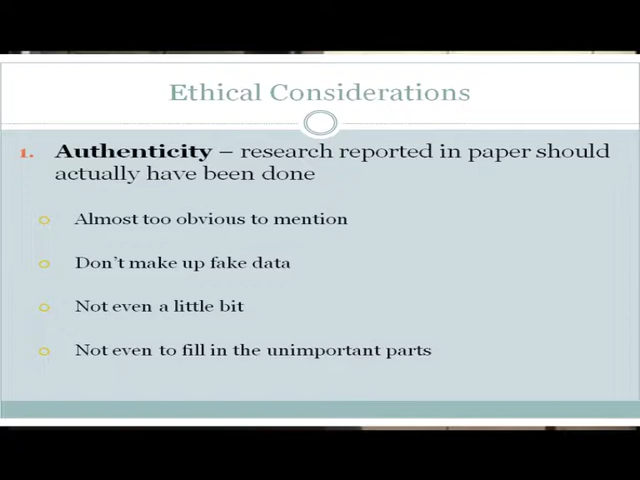 Ethical Considerations
1. Authenticity – research reported in paper should
actually have been done
Almost too obvious to mention
Don't make up fake data
Not even a little bit
Not even to fill in the unimportant parts